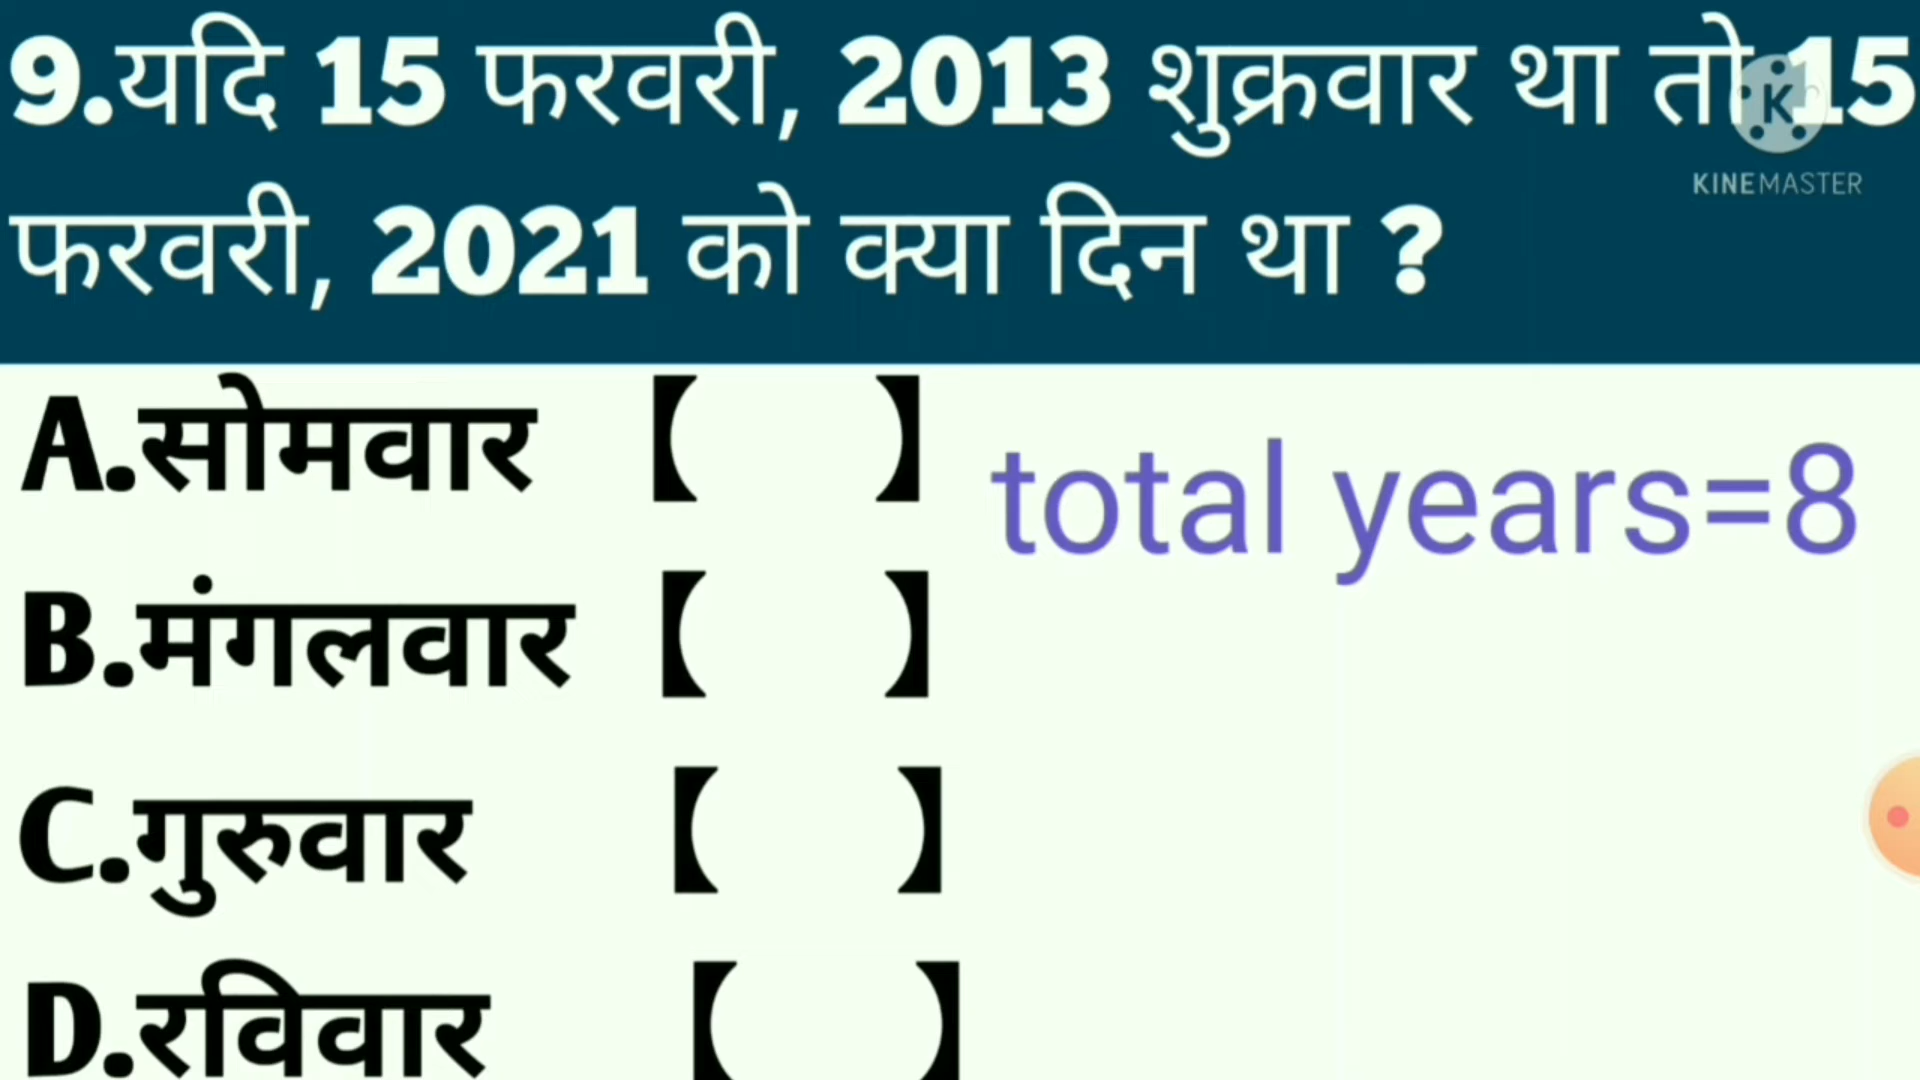 9.यदि 15 फरवरी, 2013 शुक्रवार था तो 15
फरवरी, 2021 को क्या दिन था ?
KINEMASTER
A.सोमवार 【 】
total years=8
B.मंगलवार 【 】
C.गुरुवार 【 】
D.रविवार 【 】